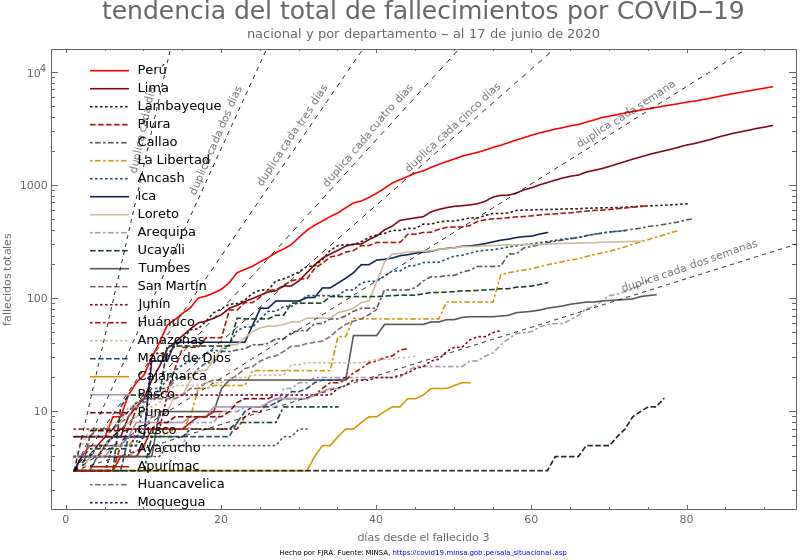 tendencia del total de fallecimientos por COVID‒19
nacional y por departamento ‒ al 17 de junio de 2020
fallecidos totales
10⁴
1000
100
10
Perú
Lima
Lambayeque
Piura
Callao
La Libertad
Áncash
Ica
Loreto
Arequipa
Ucayali
Tumbes
San Martín
Junín
Huánuco
Amazonas
Madre de Dios
Cajamarca
Pasco
Puno
Cusco
Ayacucho
Apurímac
Huancavelica
Moquegua
duplica cada día
duplica cada dos días
duplica cada tres días
duplica cada cuatro días
duplica cada cinco días
duplica cada semana
duplica cada dos semanas
0 20 40 60 80
días desde el fallecido 3
Hecho por FJRA. Fuente: MINSA, https://covid19.minsa.gob.pe/sala_situacional.asp